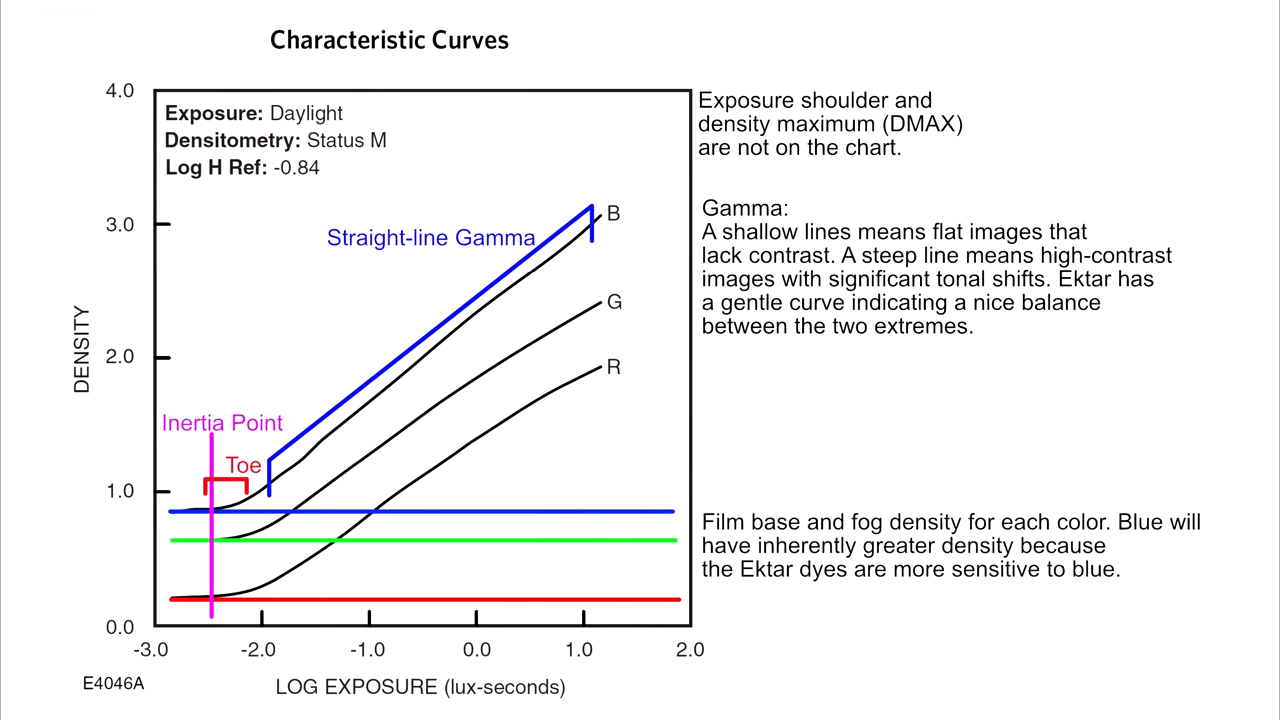 Characteristic Curves
4.0
3.0
2.0
1.0
0.0
DENSITY
Exposure: Daylight
Densitometry: Status M
Log H Ref: -0.84
Straight-line Gamma
B
G
R
Inertia Point
Toe
-3.0
-2.0
-1.0
0.0
1.0
2.0
LOG EXPOSURE (lux-seconds)
E4046A
Exposure shoulder and
density maximum (DMAX)
are not on the chart.
Gamma:
A shallow lines means flat images that
lack contrast. A steep line means high-contrast
images with significant tonal shifts. Ektar has
a gentle curve indicating a nice balance
between the two extremes.
Film base and fog density for each color. Blue will
have inherently greater density because
the Ektar dyes are more sensitive to blue.